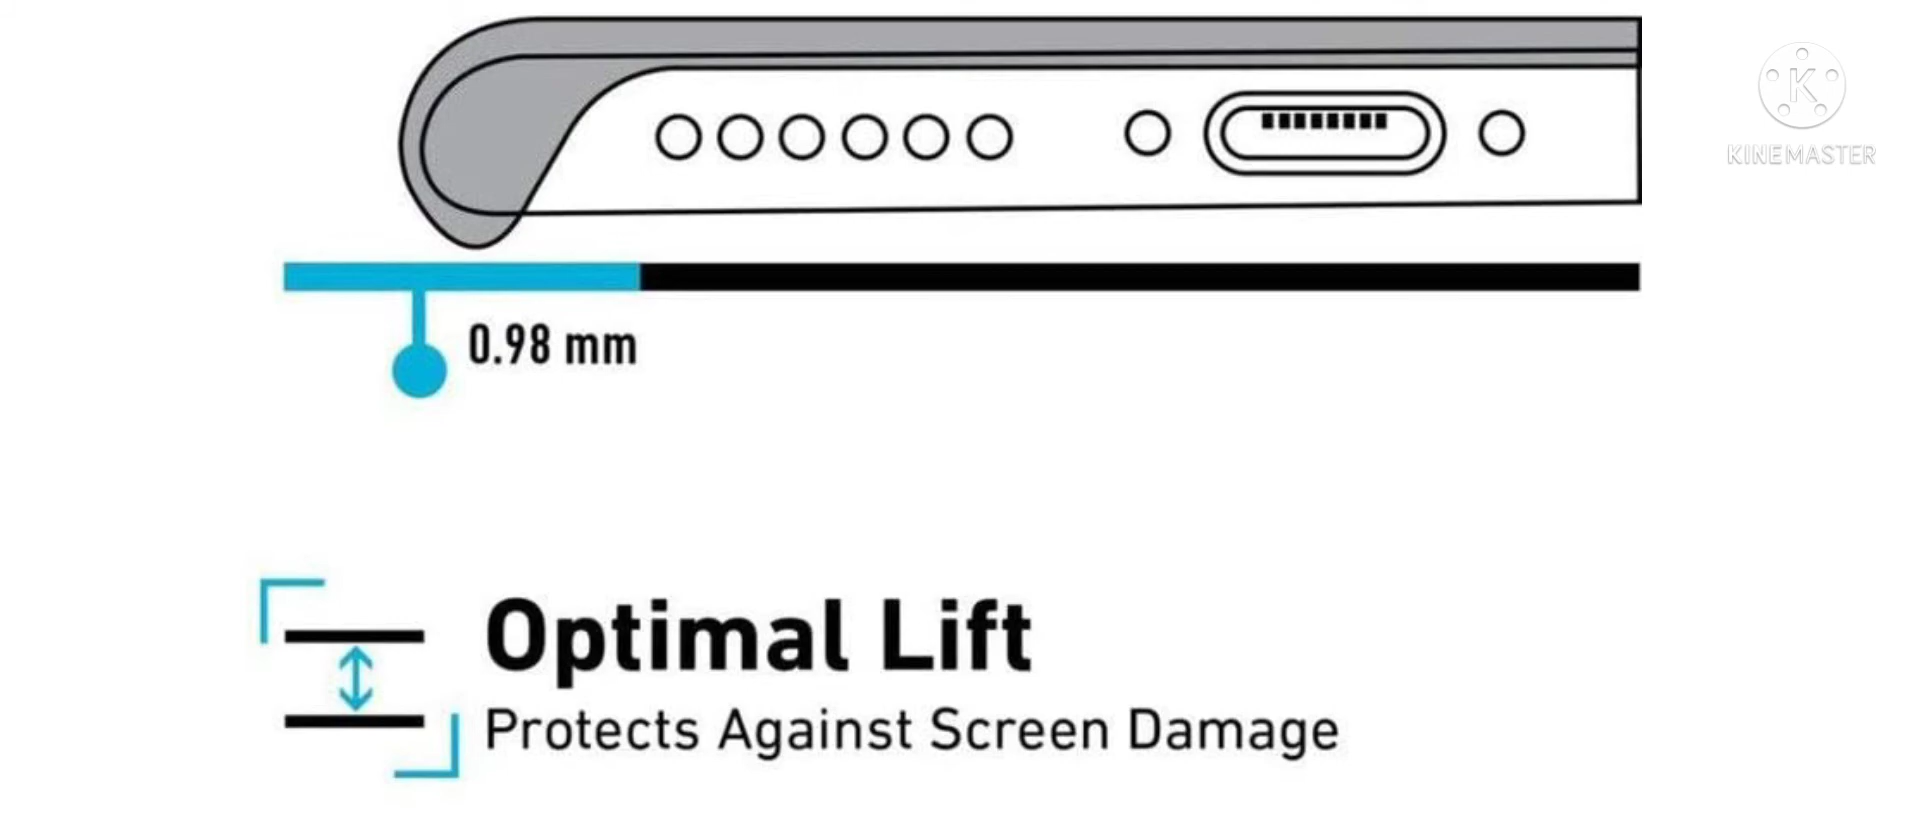 K
KINEMASTER
0.98 mm
Optimal Lift
Protects Against Screen Damage